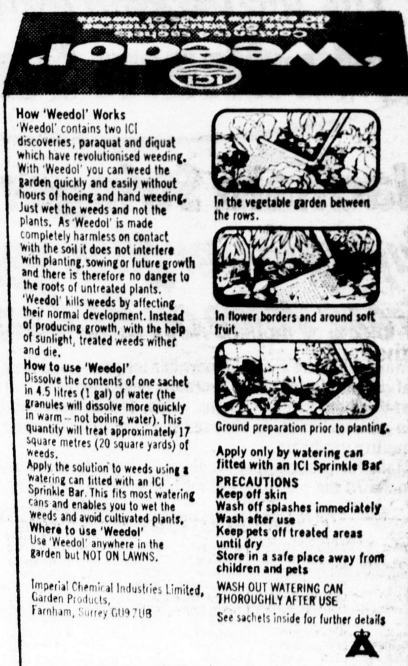 Contains 4 sachets
'Weedol'
ICI
How 'Weedol' Works
'Weedol' contains two ICI
discoveries, paraquat and diquat
which have revolutionised weeding.
With 'Weedol' you can weed the
garden quickly and easily without
hours of hoeing and hand weeding.
Just wet the weeds and not the
plants. As 'Weedol' is made
completely harmless on contact
with the soil it does not interfere
with planting, sowing or future growth
and there is therefore no danger to
the roots of untreated plants.
'Weedol' kills weeds by affecting
their normal development. Instead
of producing growth, with the help
of sunlight, treated weeds wither
and die.
How to use 'Weedol'
Dissolve the contents of one sachet
in 4.5 litres (1 gal) of water (the
granules will dissolve more quickly
in warm – not boiling water). This
quantity will treat approximately 17
square metres (20 square yards) of
weeds.
Apply the solution to weeds using a
watering can fitted with an ICI
Sprinkle Bar. This fits most watering
cans and enables you to wet the
weeds and avoid cultivated plants.
Where to use 'Weedol'
Use 'Weedol' anywhere in the
garden but NOT ON LAWNS.
Imperial Chemical Industries Limited,
Garden Products,
Farnham, Surrey GU9 7UB
In the vegetable garden between
the rows.
In flower borders and around soft
fruit.
Ground preparation prior to planting.
Apply only by watering can
fitted with an ICI Sprinkle Bar
PRECAUTIONS
Keep off skin
Wash off splashes immediately
Wash after use
Keep pets off treated areas
until dry
Store in a safe place away from
children and pets
WASH OUT WATERING CAN
THOROUGHLY AFTER USE
See sachets inside for further details
A